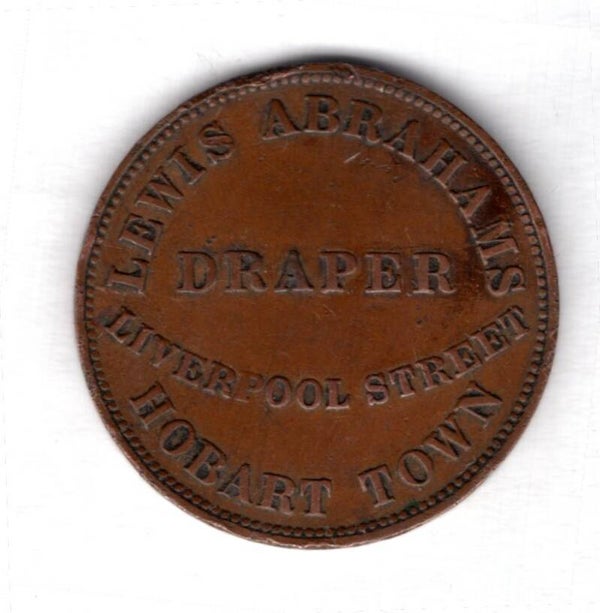 LEWIS ABRAHAMS
DRAPER
LIVERPOOL STREET
HOBART TOWN